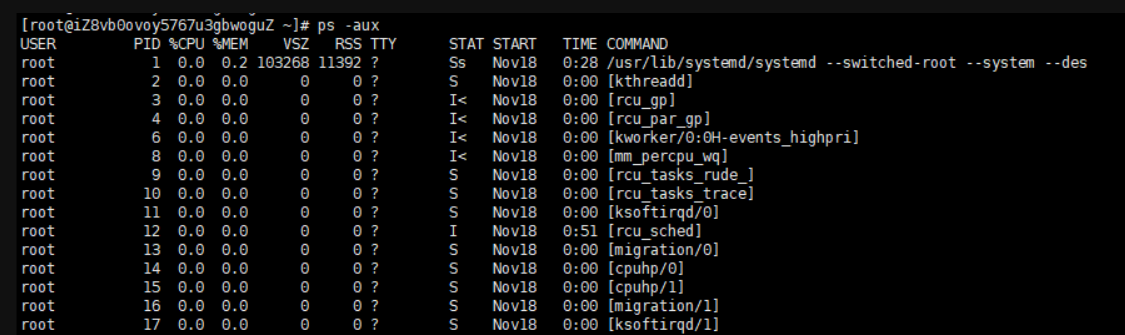 [root@iZ8vb0ovoy5767u3gbwoguZ ~]# ps -aux
USER PID %CPU %MEM VSZ RSS TTY STAT START TIME COMMAND
root 1 0.0 0.2 103268 11392 ? Ss Nov18 0:28 /usr/lib/systemd/systemd --switched-root --system --des
root 2 0.0 0.0 0 0 ? S Nov18 0:00 [kthreadd]
root 3 0.0 0.0 0 0 ? I< Nov18 0:00 [rcu_gp]
root 4 0.0 0.0 0 0 ? I< Nov18 0:00 [rcu_par_gp]
root 6 0.0 0.0 0 0 ? I< Nov18 0:00 [kworker/0:0H-events_highpri]
root 8 0.0 0.0 0 0 ? I< Nov18 0:00 [mm_percpu_wq]
root 9 0.0 0.0 0 0 ? S Nov18 0:00 [rcu_tasks_rude_]
root 10 0.0 0.0 0 0 ? S Nov18 0:00 [rcu_tasks_trace]
root 11 0.0 0.0 0 0 ? S Nov18 0:00 [ksoftirqd/0]
root 12 0.0 0.0 0 0 ? I Nov18 0:51 [rcu_sched]
root 13 0.0 0.0 0 0 ? S Nov18 0:00 [migration/0]
root 14 0.0 0.0 0 0 ? S Nov18 0:00 [cpuhp/0]
root 15 0.0 0.0 0 0 ? S Nov18 0:00 [cpuhp/1]
root 16 0.0 0.0 0 0 ? S Nov18 0:00 [migration/1]
root 17 0.0 0.0 0 0 ? S Nov18 0:00 [ksoftirqd/1]